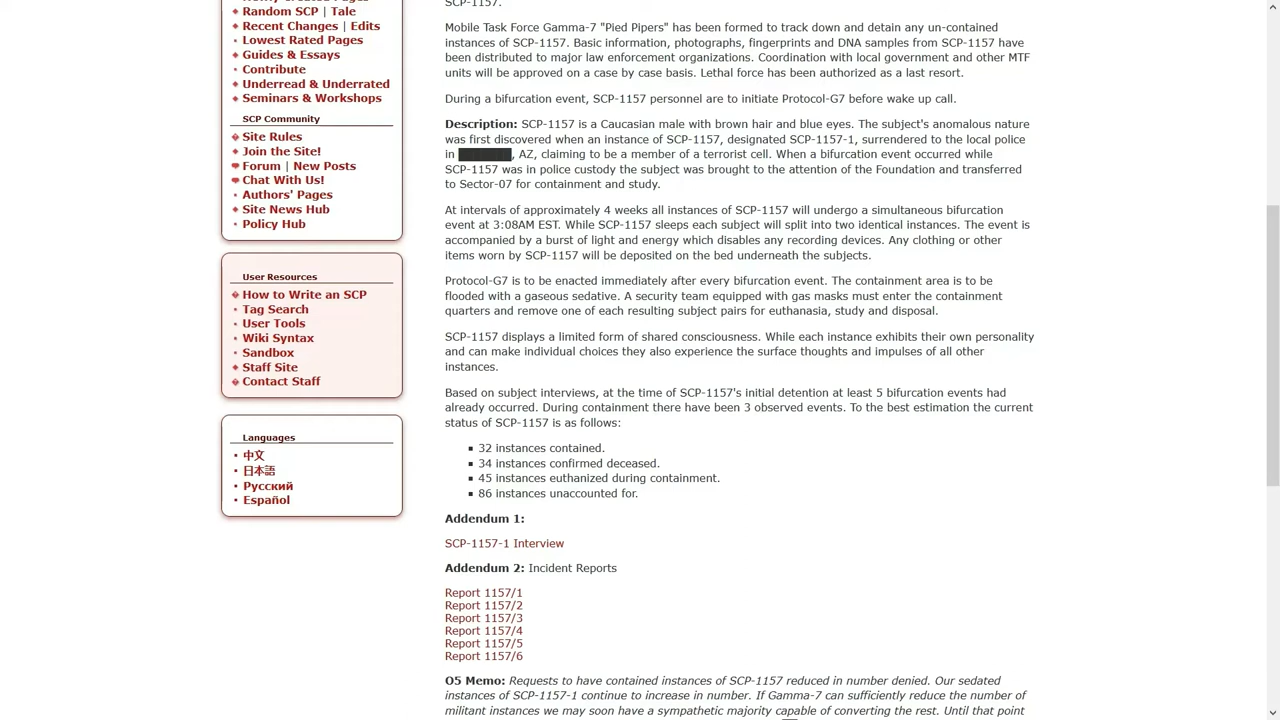 Random SCP | Tale
Recent Changes | Edits
Lowest Rated Pages
Guides & Essays
Contribute
Underread & Underrated
Seminars & Workshops
SCP Community
Site Rules
Join the Site!
Forum | New Posts
Chat With Us!
Authors' Pages
Site News Hub
Policy Hub
User Resources
How to Write an SCP
Tag Search
User Tools
Wiki Syntax
Sandbox
Staff Site
Contact Staff
Languages
中文
日本語
Русский
Español
SCP-1157.
Mobile Task Force Gamma-7 "Pied Pipers" has been formed to track down and detain any un-contained
instances of SCP-1157. Basic information, photographs, fingerprints and DNA samples from SCP-1157 have
been distributed to major law enforcement organizations. Coordination with local government and other MTF
units will be approved on a case by case basis. Lethal force has been authorized as a last resort.
During a bifurcation event, SCP-1157 personnel are to initiate Protocol-G7 before wake up call.
Description: SCP-1157 is a Caucasian male with brown hair and blue eyes. The subject's anomalous nature
was first discovered when an instance of SCP-1157, designated SCP-1157-1, surrendered to the local police
in ███████, AZ, claiming to be a member of a terrorist cell. When a bifurcation event occurred while
SCP-1157 was in police custody the subject was brought to the attention of the Foundation and transferred
to Sector-07 for containment and study.
At intervals of approximately 4 weeks all instances of SCP-1157 will undergo a simultaneous bifurcation
event at 3:08AM EST. While SCP-1157 sleeps each subject will split into two identical instances. The event is
accompanied by a burst of light and energy which disables any recording devices. Any clothing or other
items worn by SCP-1157 will be deposited on the bed underneath the subjects.
Protocol-G7 is to be enacted immediately after every bifurcation event. The containment area is to be
flooded with a gaseous sedative. A security team equipped with gas masks must enter the containment
quarters and remove one of each resulting subject pairs for euthanasia, study and disposal.
SCP-1157 displays a limited form of shared consciousness. While each instance exhibits their own personality
and can make individual choices they also experience the surface thoughts and impulses of all other
instances.
Based on subject interviews, at the time of SCP-1157's initial detention at least 5 bifurcation events had
already occurred. During containment there have been 3 observed events. To the best estimation the current
status of SCP-1157 is as follows:
32 instances contained.
34 instances confirmed deceased.
45 instances euthanized during containment.
86 instances unaccounted for.
Addendum 1:
SCP-1157-1 Interview
Addendum 2: Incident Reports
Report 1157/1
Report 1157/2
Report 1157/3
Report 1157/4
Report 1157/5
Report 1157/6
O5 Memo: Requests to have contained instances of SCP-1157 reduced in number denied. Our sedated
instances of SCP-1157-1 continue to increase in number. If Gamma-7 can sufficiently reduce the number of
militant instances we may soon have a sympathetic majority capable of converting the rest. Until that point